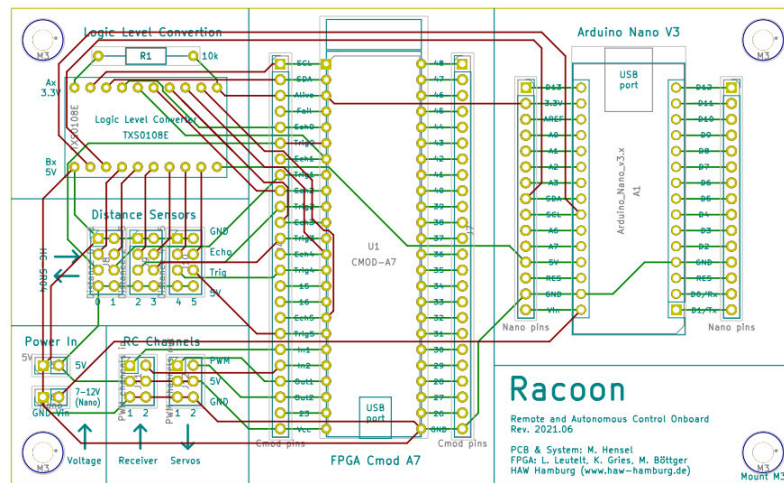 Logic Level Convertion
Arduino Nano V3
M3
M3
R1
10k
Ax
3.3V
TXS0108E
Logic Level Converter
TXS0108E
Bx
5V
SCL
SDA
Alive
Fail
Echo0
Trig0
Ech1
Trig1
Ech2
Trig2
Ech3
Trig3
Ech4
Trig4
15
16
Ech5
Trig5
In1
In2
Out1
Out2
23
Vcc
48
47
46
45
44
43
42
41
40
39
38
37
36
35
34
33
32
31
30
29
28
27
26
GND
U1
CMOD-A7
USB
port
Cmod pins
Cmod pins
FPGA Cmod A7
USB
port
D13
3.3V
AREF
A0
A1
A2
A3
SDA
SCL
A6
A7
5V
RES
GND
Vin
D12
D11
D10
D9
D8
D7
D6
D5
D4
D3
D2
GND
RES
D0/Rx
D1/Tx
Arduino_Nano_v3.x
A1
Nano pins
Nano pins
Distance Sensors
HC SR04
GND
Echo
Trig
5V
0 1
2 3
4 5
Power In
5V
5V
7-12V
(Nano)
GND Vin
Voltage
RC Channels
PWM
5V
GND
1 2
1 2
Receiver
Servos
Racoon
Remote and Autonomous Control Onboard
Rev. 2021.06
PCB & System: M. Hensel
FPGA: L. Leutelt, K. Gries, M. Böttger
HAW Hamburg (www.haw-hamburg.de)
M3
M3
Mount M3